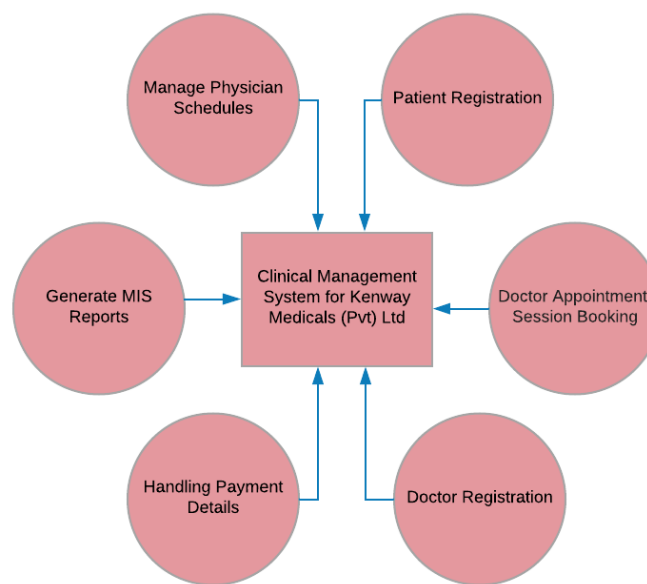 Manage Physician
Schedules
Patient Registration
Generate MIS
Reports
Clinical Management
System for Kenway
Medicals (Pvt) Ltd
Doctor Appointment
Session Booking
Handling Payment
Details
Doctor Registration